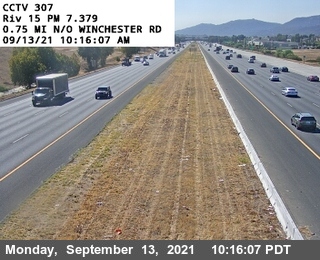 CCTV 307
Riv 15 PM 7.379
0.75 MI N/O WINCHESTER RD
09/13/21 10:16:07 AM
Monday, September 13, 2021 10:16:07 PDT